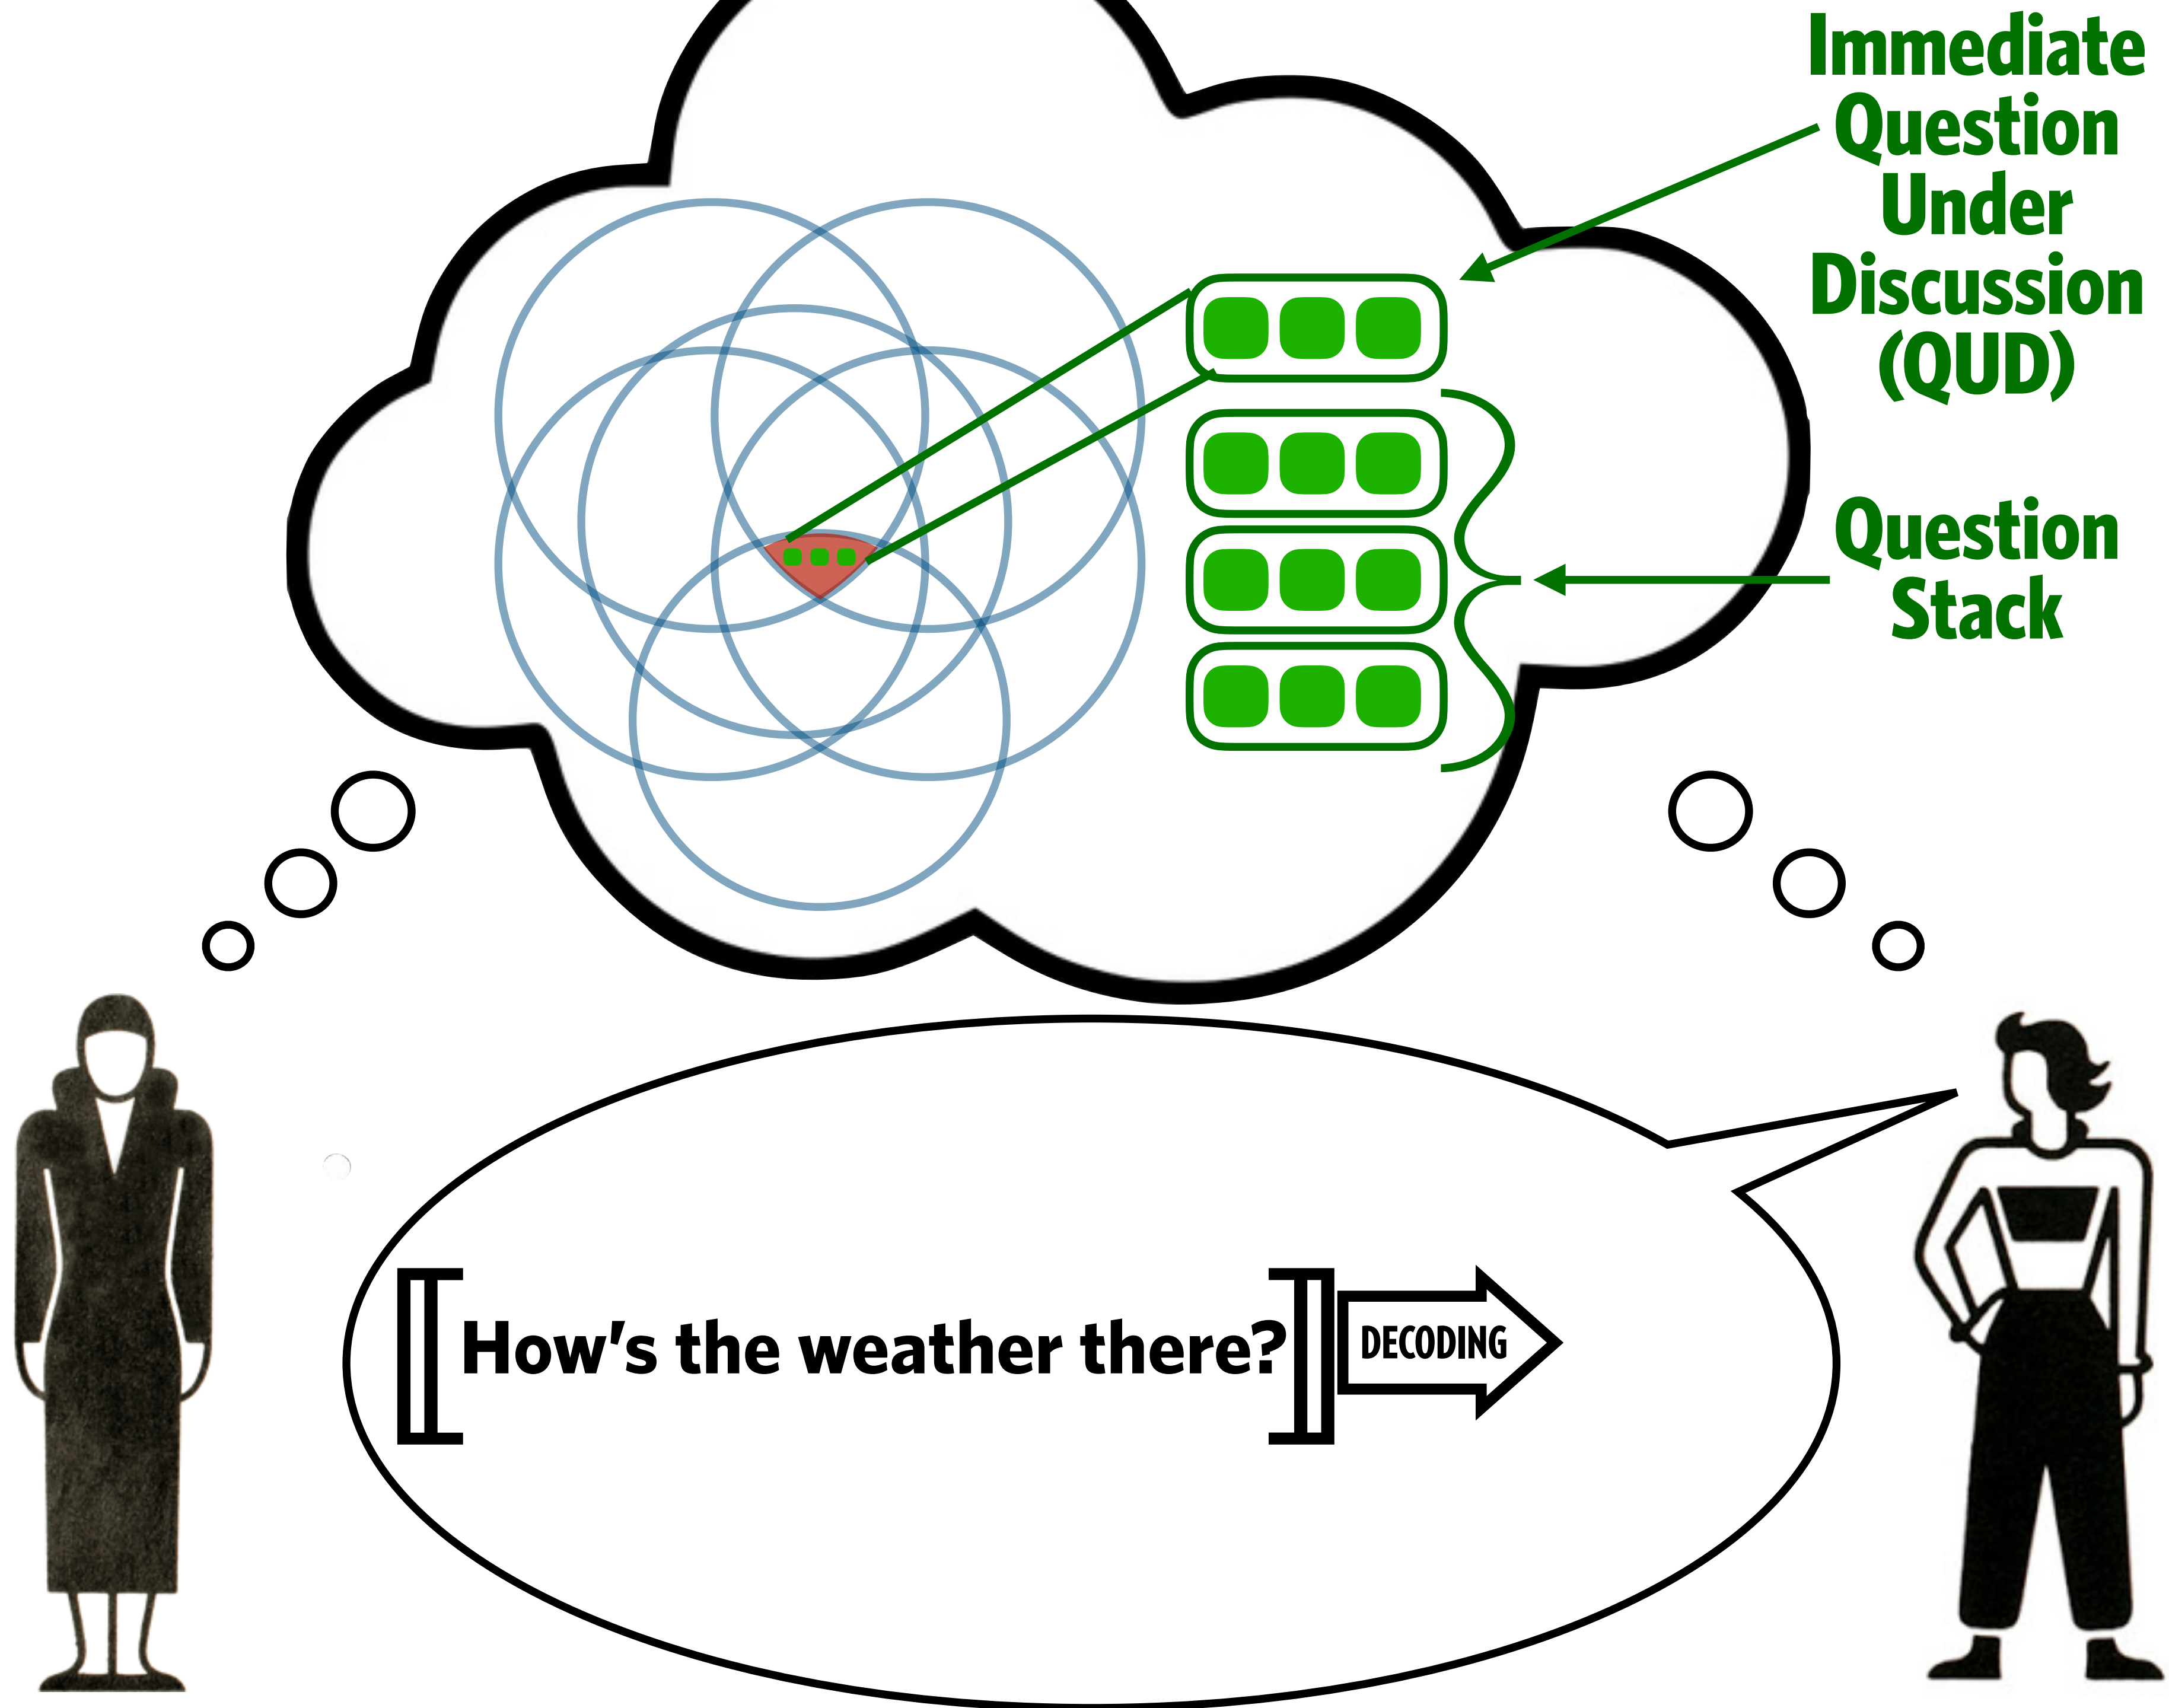 Immediate
Question
Under
Discussion
(QUD)
Question
Stack
How's the weather there?
DECODING